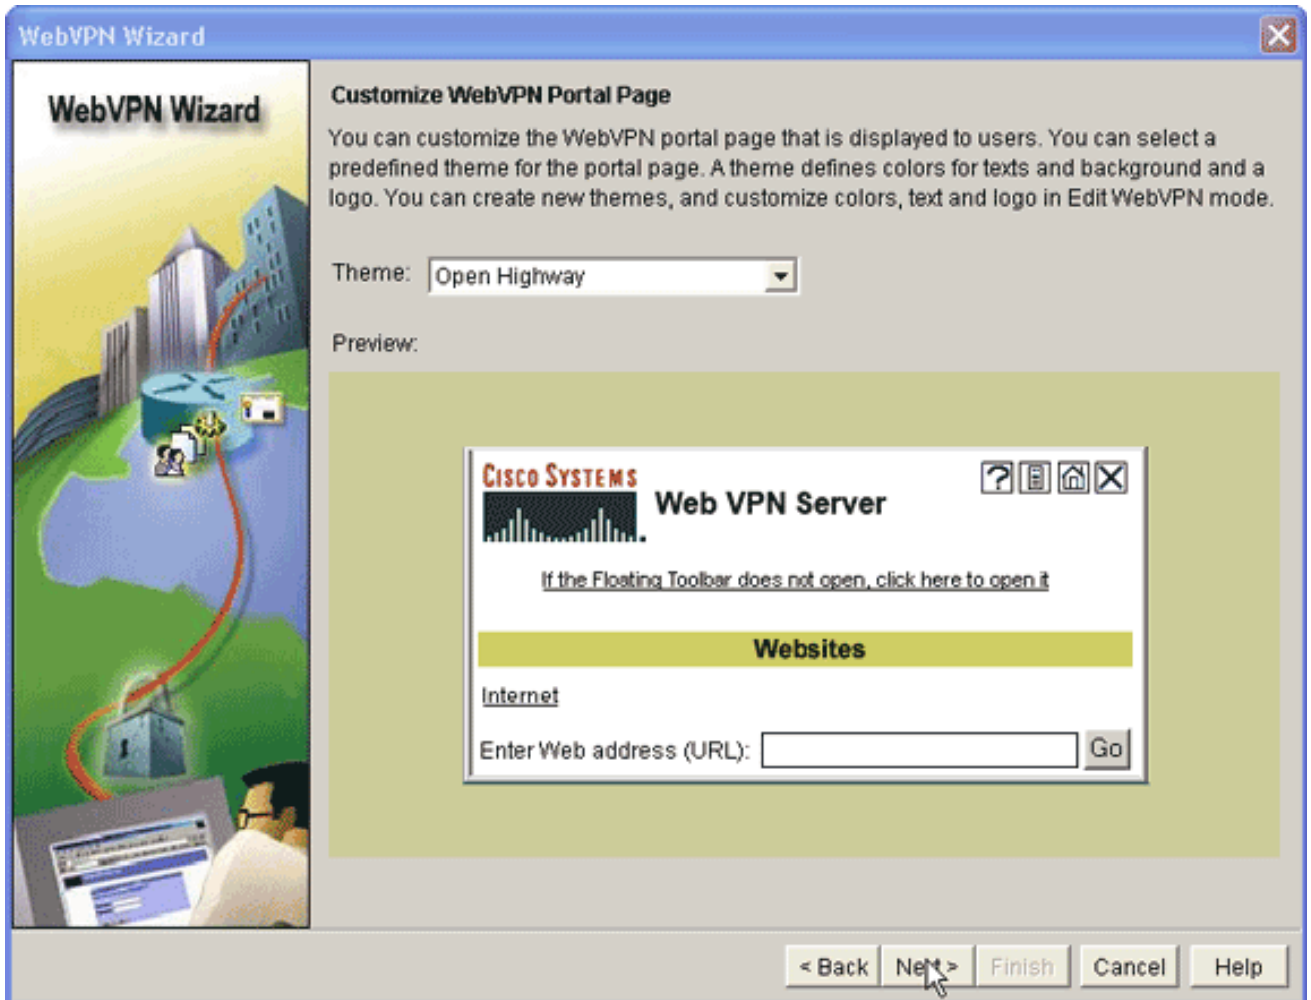 WebVPN Wizard
WebVPN Wizard
Customize WebVPN Portal Page
You can customize the WebVPN portal page that is displayed to users. You can select a
predefined theme for the portal page. A theme defines colors for texts and background and a
logo. You can create new themes, and customize colors, text and logo in Edit WebVPN mode.
Theme: Open Highway
Preview:
CISCO SYSTEMS
Web VPN Server
If the Floating Toolbar does not open, click here to open it
Websites
Internet
Enter Web address (URL): Go
< Back Next > Finish Cancel Help